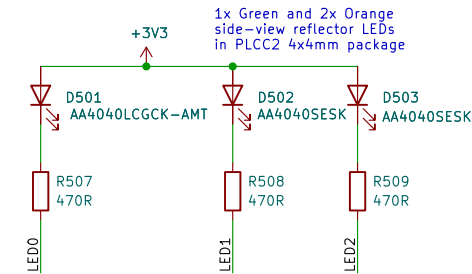 1x Green and 2x Orange
side-view reflector LEDs
in PLCC2 4x4mm package
+3V3
D501
AA4040LCGCK-AMT
D502
AA4040SESK
D503
AA4040SESK
R507
470R
R508
470R
R509
470R
LED0
LED1
LED2